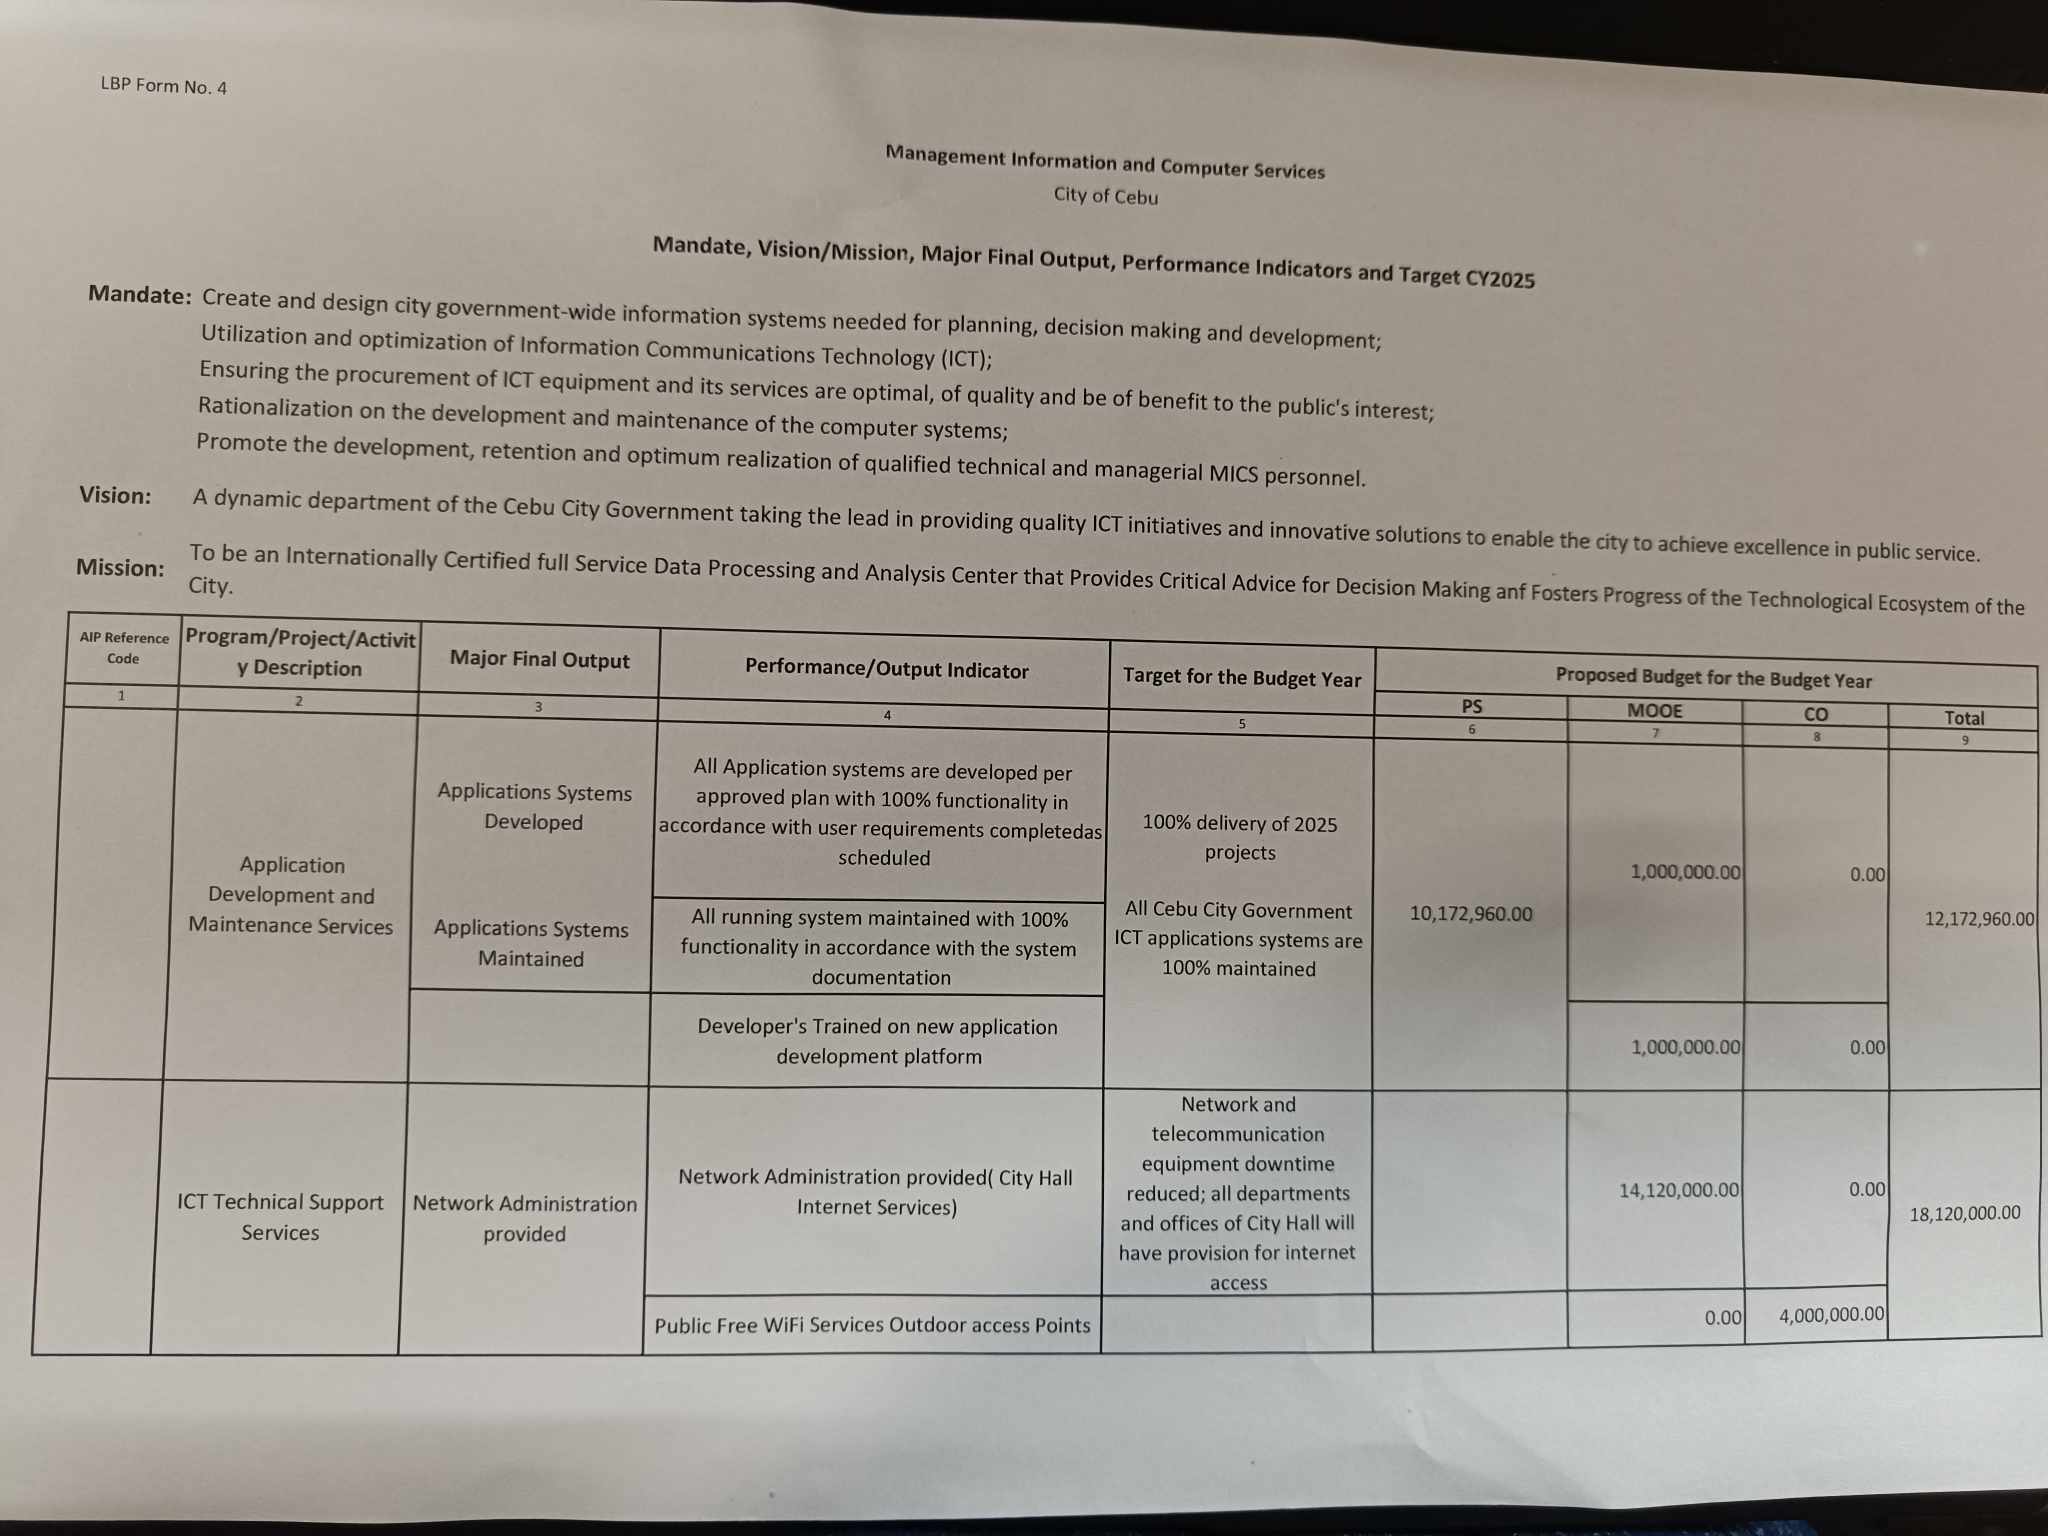 LBP Form No. 4
Management Information and Computer Services
City of Cebu
Mandate, Vision/Mission, Major Final Output, Performance Indicators and Target CY2025
Mandate: Create and design city government-wide information systems needed for planning, decision making and development;
Utilization and optimization of Information Communications Technology (ICT);
Ensuring the procurement of ICT equipment and its services are optimal, of quality and be of benefit to the public's interest;
Rationalization on the development and maintenance of the computer systems;
Promote the development, retention and optimum realization of qualified technical and managerial MICS personnel.
Vision: A dynamic department of the Cebu City Government taking the lead in providing quality ICT initiatives and innovative solutions to enable the city to achieve excellence in public service.
Mission: To be an Internationally Certified full Service Data Processing and Analysis Center that Provides Critical Advice for Decision Making anf Fosters Progress of the Technological Ecosystem of the
City.
AIP Reference
Code
Program/Project/Activit
y Description
Major Final Output
Performance/Output Indicator
Target for the Budget Year
Proposed Budget for the Budget Year
PS
MOOE
CO
Total
1
2
3
4
5
6
7
8
9
Application
Development and
Maintenance Services
Applications Systems
Developed
All Application systems are developed per
approved plan with 100% functionality in
accordance with user requirements completedas
scheduled
100% delivery of 2025
projects
10,172,960.00
1,000,000.00
0.00
12,172,960.00
Applications Systems
Maintained
All running system maintained with 100%
functionality in accordance with the system
documentation
All Cebu City Government
ICT applications systems are
100% maintained
Developer's Trained on new application
development platform
1,000,000.00
0.00
ICT Technical Support
Services
Network Administration
provided
Network Administration provided( City Hall
Internet Services)
Network and
telecommunication
equipment downtime
reduced; all departments
and offices of City Hall will
have provision for internet
access
14,120,000.00
0.00
18,120,000.00
Public Free WiFi Services Outdoor access Points
0.00
4,000,000.00